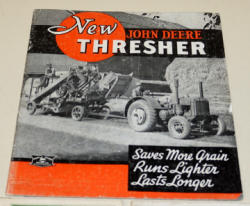 New
JOHN DEERE
THRESHER
Saves More Grain
Runs Lighter
Lasts Longer